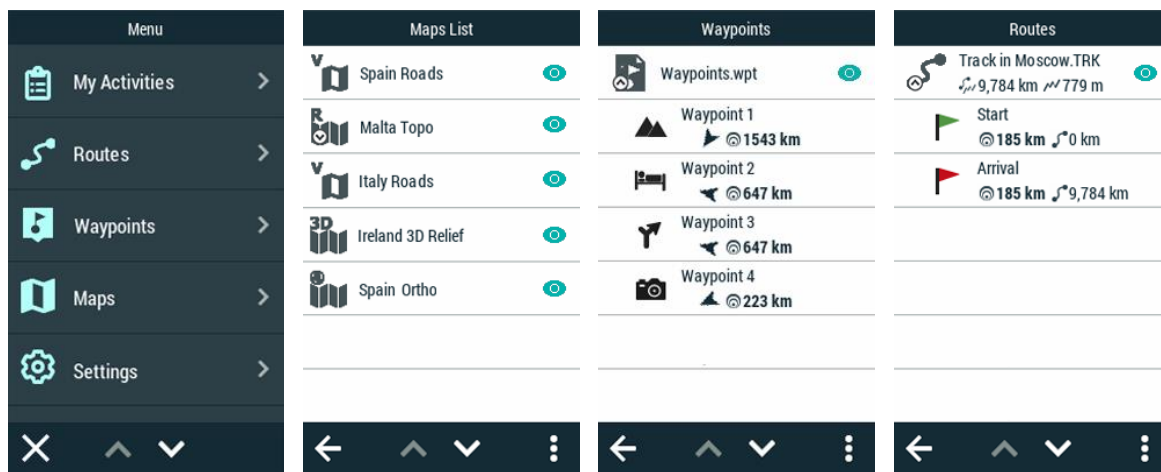 Menu
My Activities
Routes
Waypoints
Maps
Settings
Maps List
V
Spain Roads
R
Malta Topo
V
Italy Roads
3D
Ireland 3D Relief
Spain Ortho
Waypoints
Waypoints.wpt
Waypoint 1
1543 km
Waypoint 2
647 km
Waypoint 3
647 km
Waypoint 4
223 km
Routes
Track in Moscow.TRK
9,784 km 779 m
Start
185 km 0 km
Arrival
185 km 9,784 km